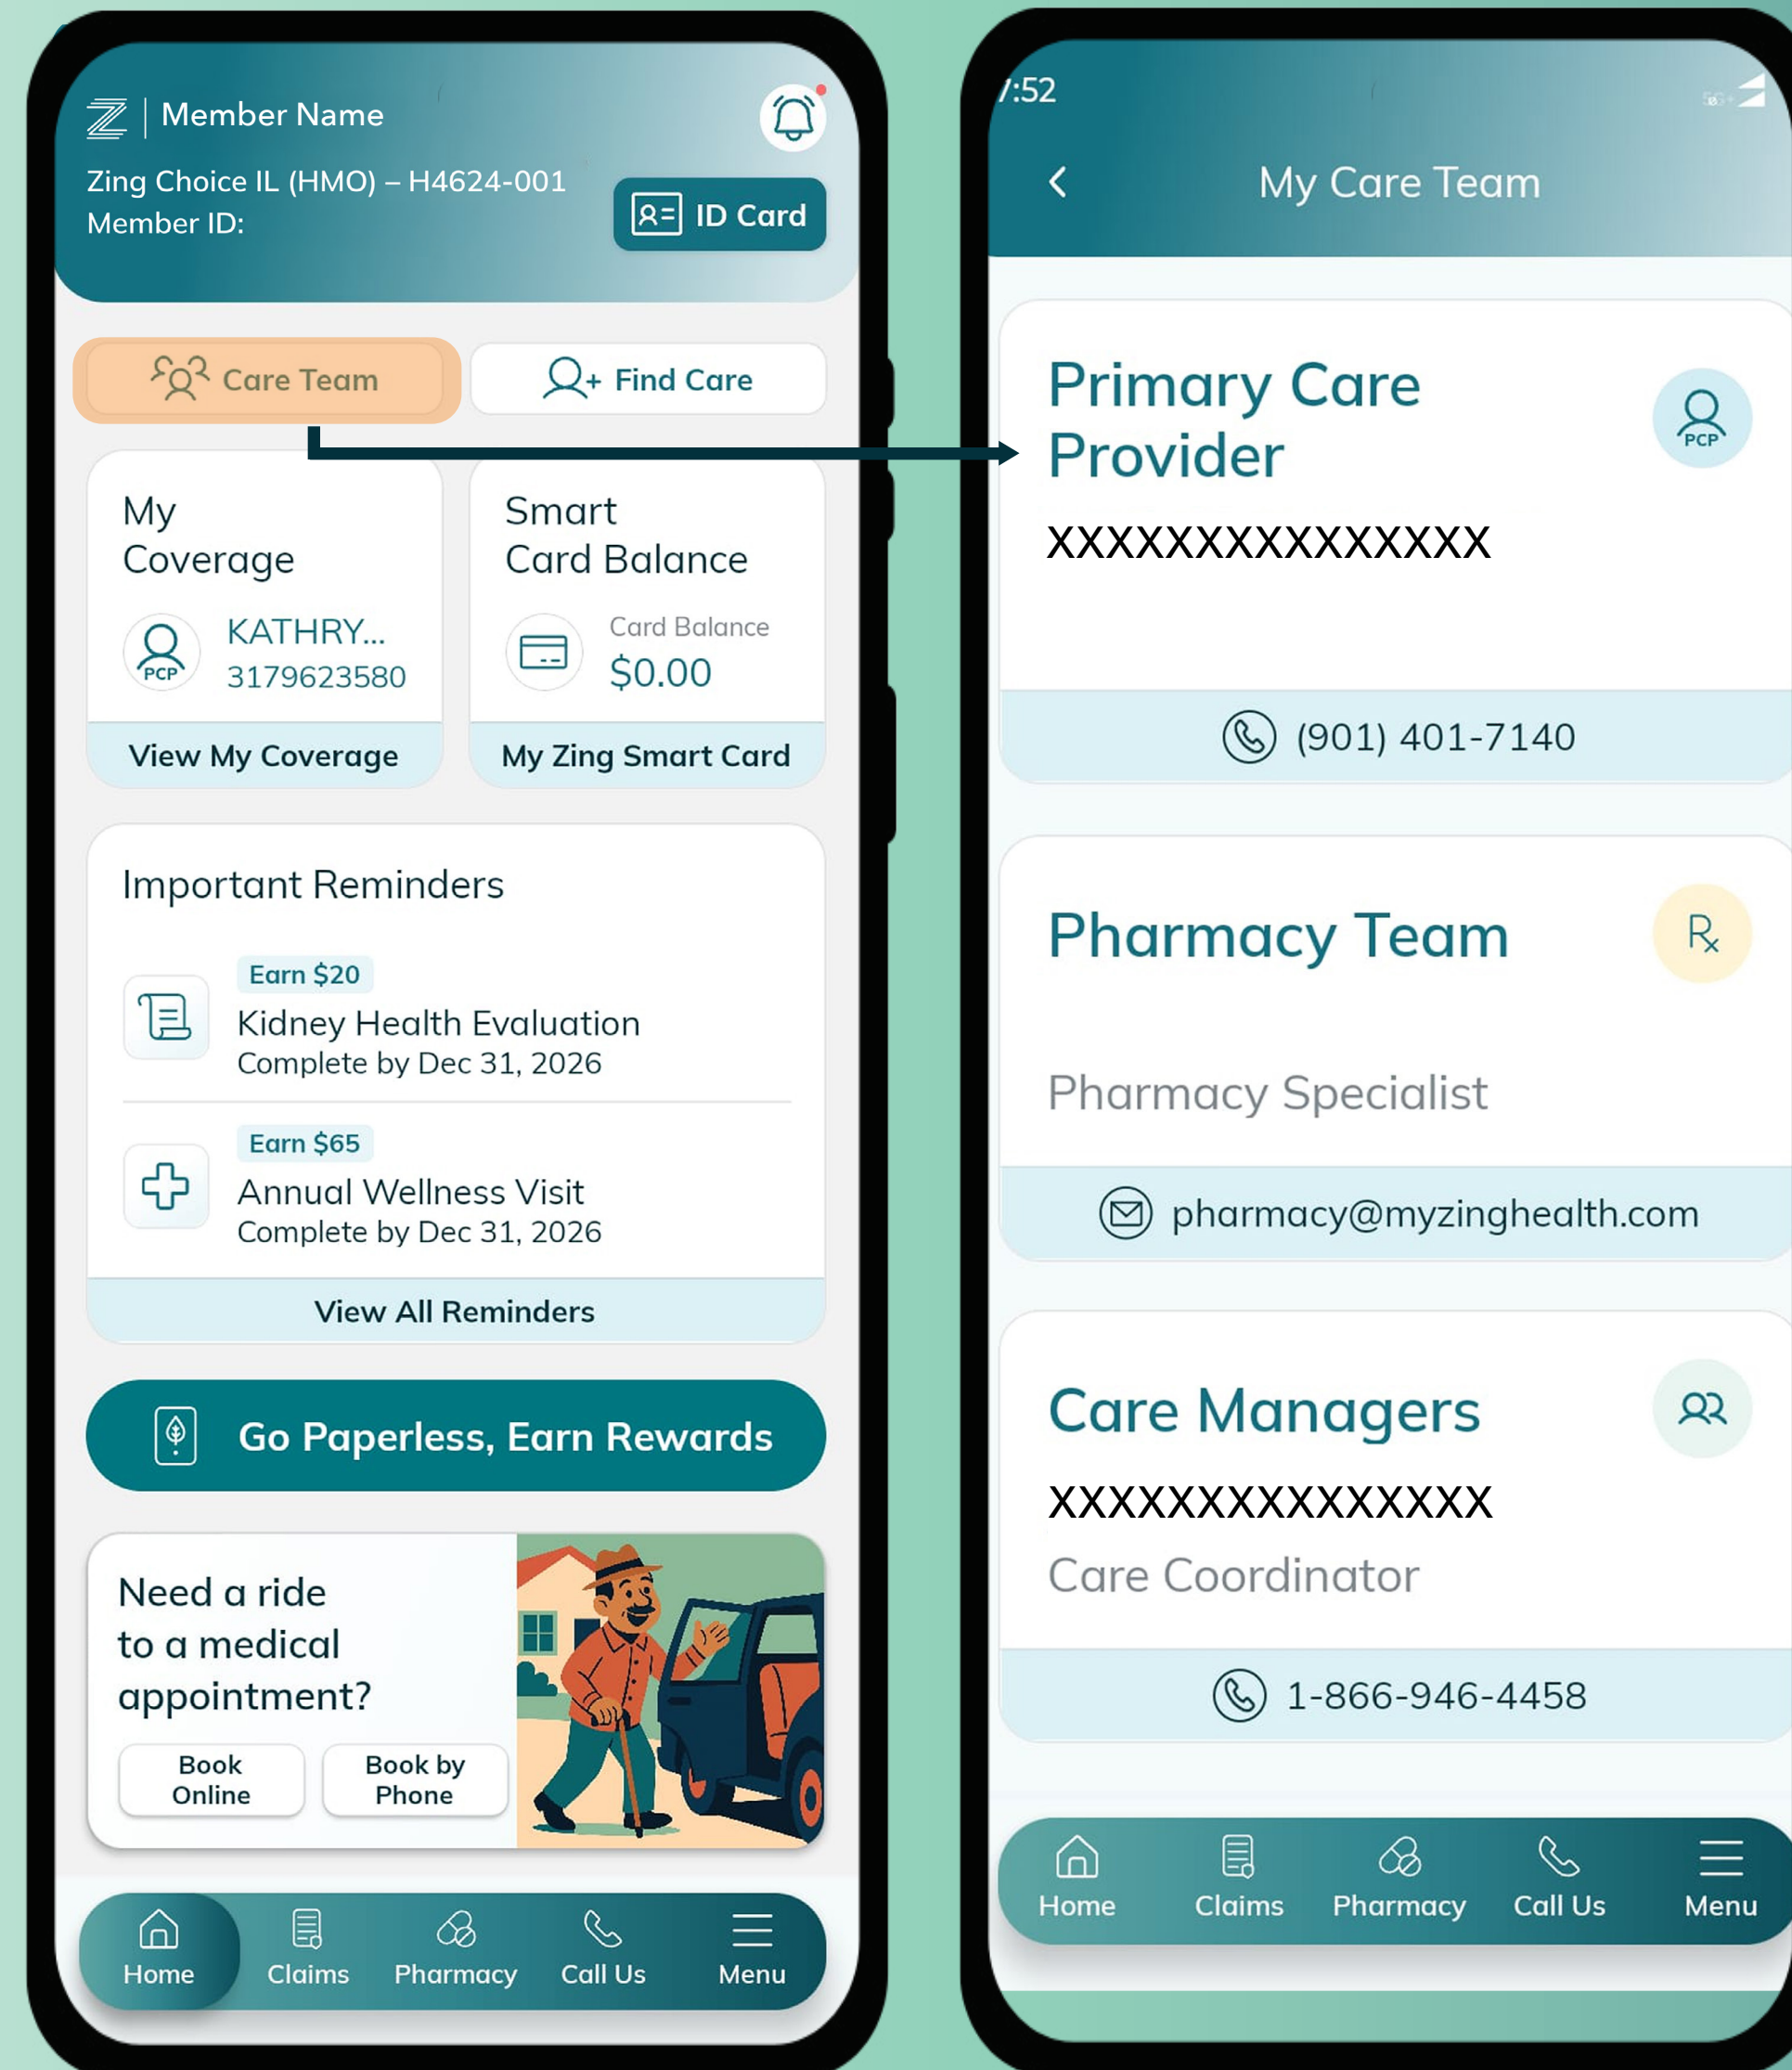 Member Name
Zing Choice IL (HMO) – H4624-001
Member ID:
ID Card
Care Team
Find Care
My
Coverage
PCP
KATHRY...
3179623580
View My Coverage
Smart
Card Balance
Card Balance
$0.00
My Zing Smart Card
Important Reminders
Earn $20
Kidney Health Evaluation
Complete by Dec 31, 2026
Earn $65
Annual Wellness Visit
Complete by Dec 31, 2026
View All Reminders
Go Paperless, Earn Rewards
Need a ride
to a medical
appointment?
Book
Online
Book by
Phone
Home
Claims
Pharmacy
Call Us
Menu
7:52
My Care Team
Primary Care
Provider
PCP
XXXXXXXXXXXXXXX
(901) 401-7140
Pharmacy Team
Rx
Pharmacy Specialist
pharmacy@myzinghealth.com
Care Managers
XXXXXXXXXXXXXXX
Care Coordinator
1-866-946-4458
Home
Claims
Pharmacy
Call Us
Menu